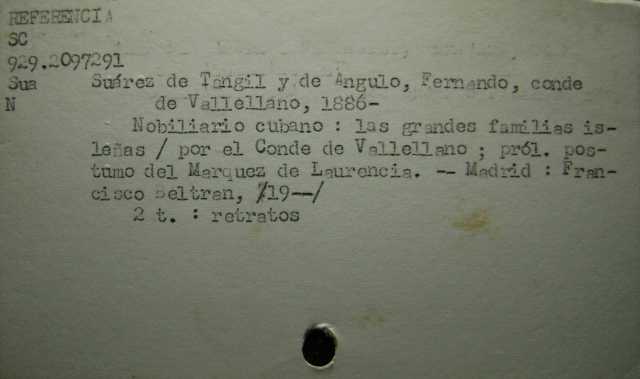 REFERENCIA
SC
929.2097291
Sua Suárez de Tangil y de Angulo, Fernando, conde
N de Vallellano, 1886-
Nobiliario cubano : las grandes familias is-
leñas / por el Conde de Vallellano ; pról. pos-
tumo del Marquez de Laurencia. -- Madrid : Fran-
cisco Beltran, /19--/
2 t. : retratos